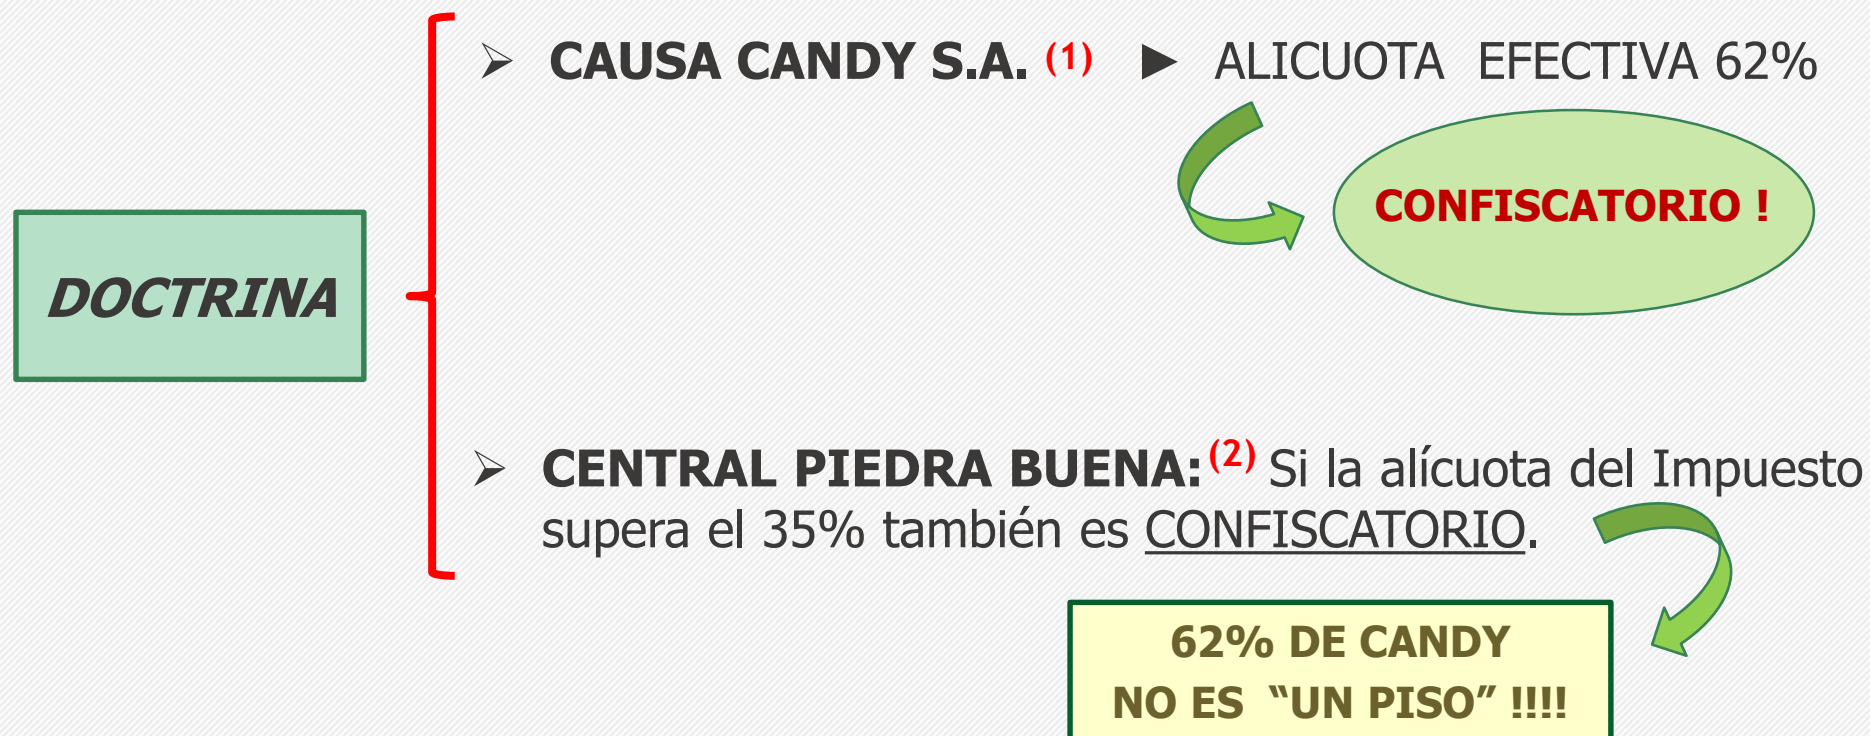 ➢ CAUSA CANDY S.A. (1) ► ALICUOTA EFECTIVA 62%
CONFISCATORIO !
DOCTRINA
➢ CENTRAL PIEDRA BUENA: (2) Si la alícuota del Impuesto
supera el 35% también es CONFISCATORIO.
62% DE CANDY
NO ES “UN PISO” !!!!